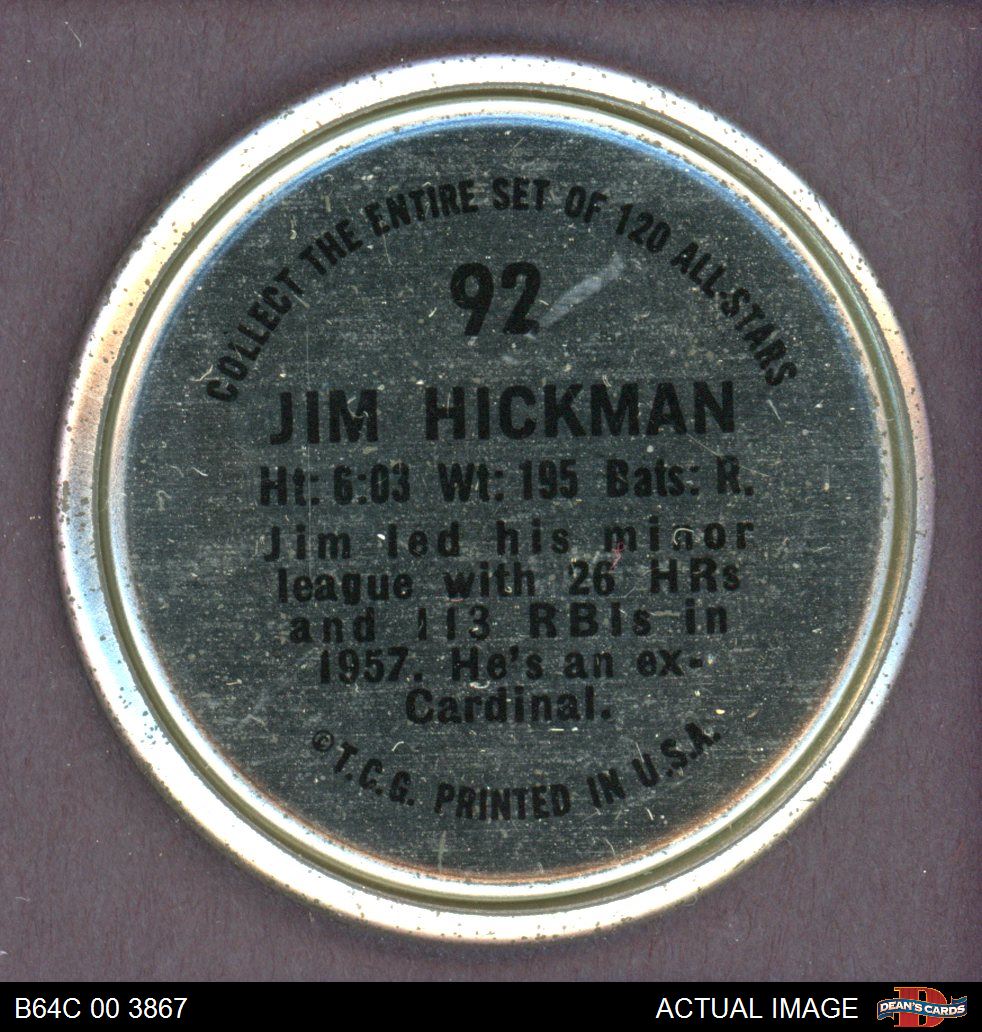 COLLECT THE ENTIRE SET OF 120 ALL-STARS
92
JIM HICKMAN
Ht: 6:03 Wt: 195 Bats: R.
Jim led his minor
league with 26 HRs
and 113 RBIs in
1957. He's an ex-
Cardinal.
© T.C.G. PRINTED IN U.S.A.
B64C 00 3867
ACTUAL IMAGE
DEAN'S CARDS